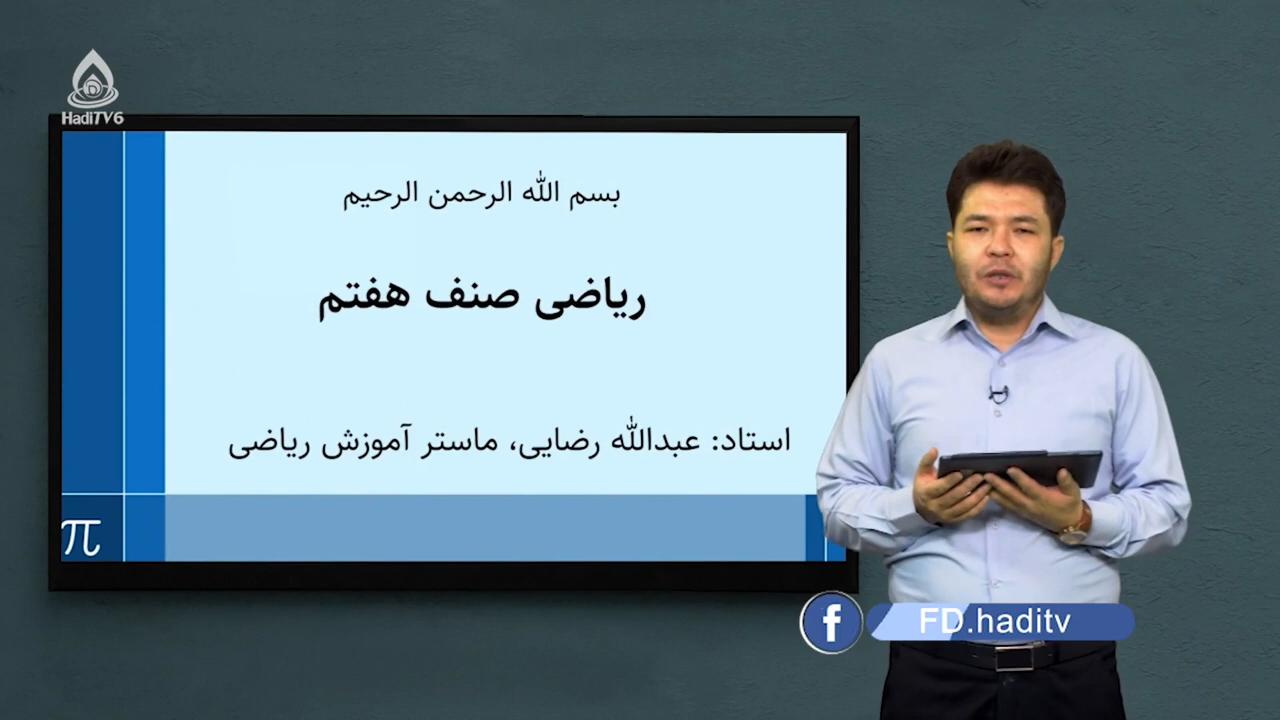 HadiTV6
بسم الله الرحمن الرحیم
ریاضی صنف هفتم
استاد: عبدالله رضایی، ماستر آموزش ریاضی
π
f FD.haditv